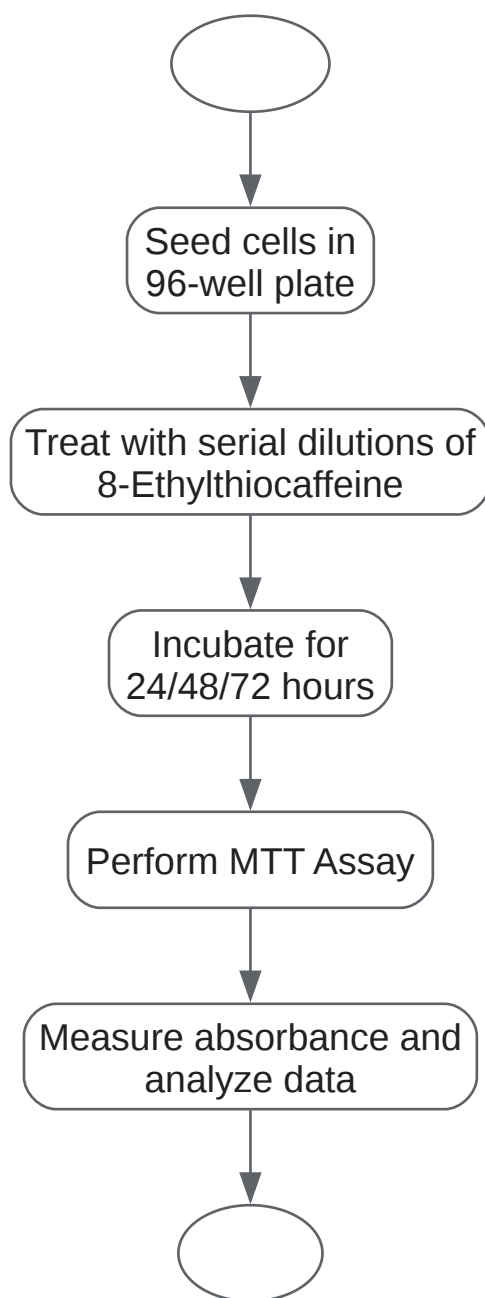 Seed cells in
96-well plate
Treat with serial dilutions of
8-Ethylthiocaffeine
Incubate for
24/48/72 hours
Perform MTT Assay
Measure absorbance and
analyze data